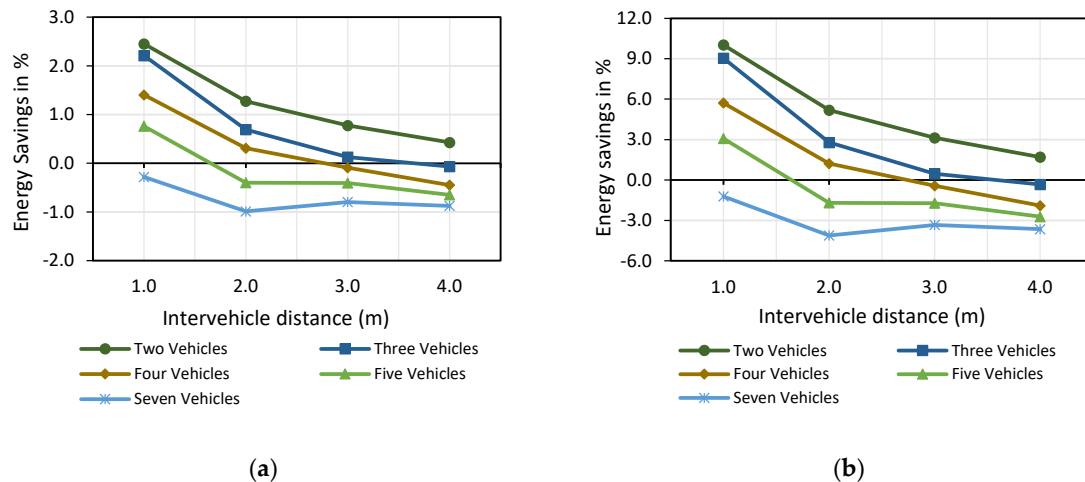 3.0
2.0
1.0
0.0
-1.0
-2.0
Energy Savings in %
1.0 2.0 3.0 4.0
Intervehicle distance (m)
Two Vehicles Three Vehicles
Four Vehicles Five Vehicles
Seven Vehicles
(a)
12.0
9.0
6.0
3.0
0.0
-3.0
-6.0
Energy savings in %
1.0 2.0 3.0 4.0
Intervehicle distance (m)
Two Vehicles Three Vehicles
Four Vehicles Five Vehicles
Seven Vehicles
(b)